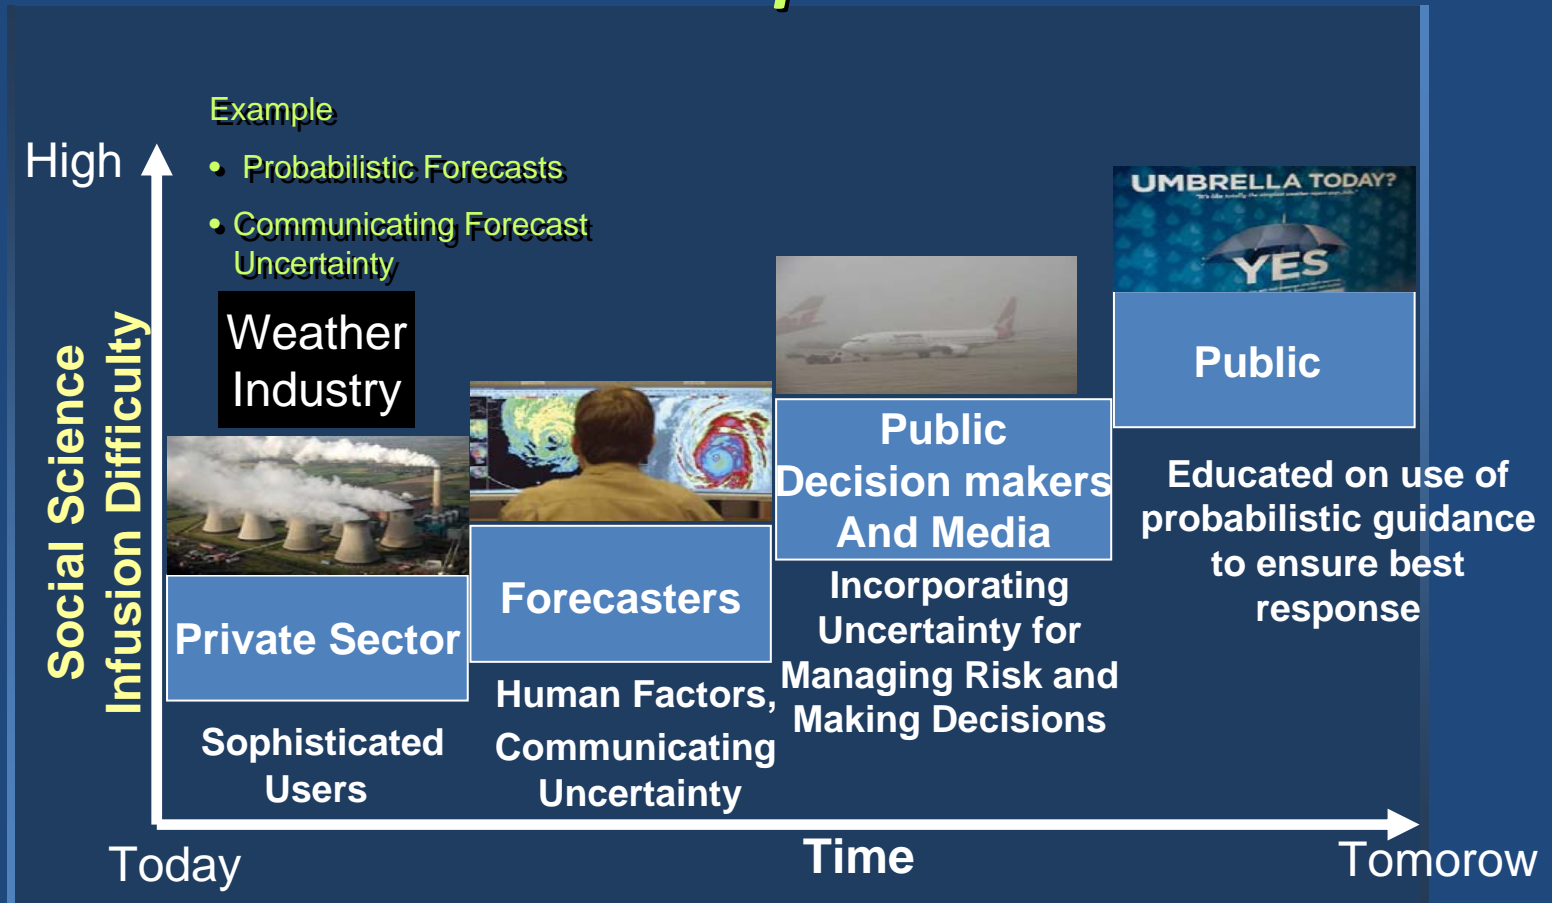 Example
• Probabilistic Forecasts
• Communicating Forecast
Uncertainty
High
Weather
Industry
Social Science
Infusion Difficulty
UMBRELLA TODAY?
YES
Private Sector
Sophisticated
Users
Forecasters
Human Factors,
Communicating
Uncertainty
Public
Decision makers
And Media
Incorporating
Uncertainty for
Managing Risk and
Making Decisions
Public
Educated on use of
probabilistic guidance
to ensure best
response
Today
Time
Tomorow